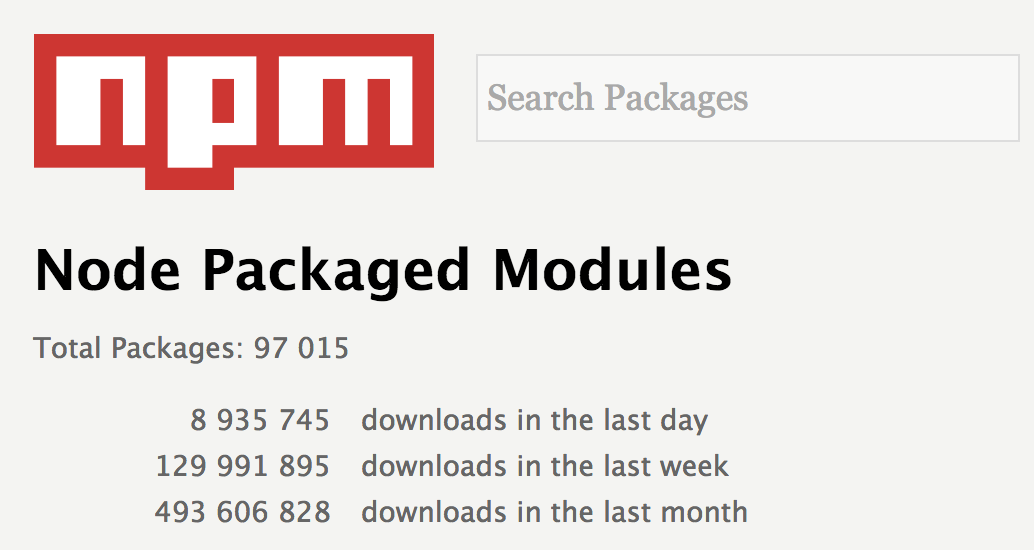 npm
Search Packages
Node Packaged Modules
Total Packages: 97 015
8 935 745 downloads in the last day
129 991 895 downloads in the last week
493 606 828 downloads in the last month